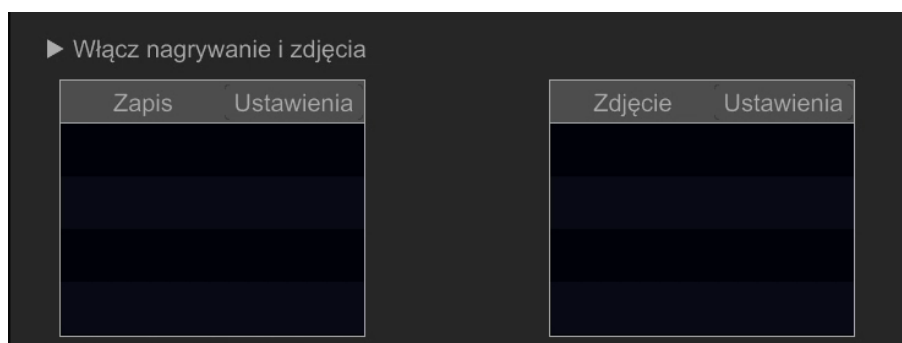 ▶ Włącz nagrywanie i zdjęcia
Zapis Ustawienia Zdjęcie Ustawienia